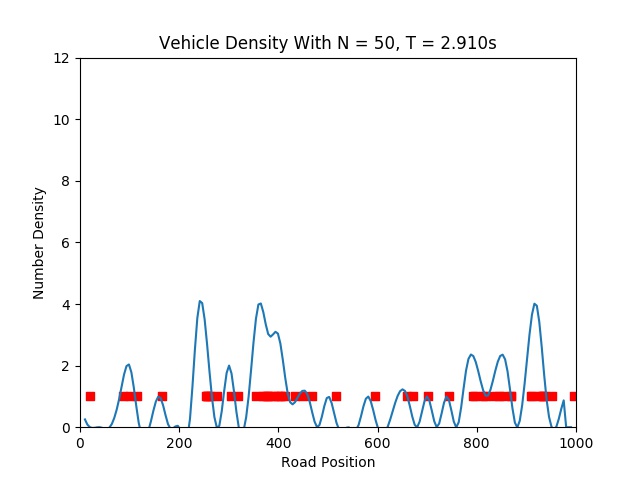 Vehicle Density With N = 50, T = 2.910s
12
10
8
6
4
2
0
Number Density
0 200 400 600 800 1000
Road Position